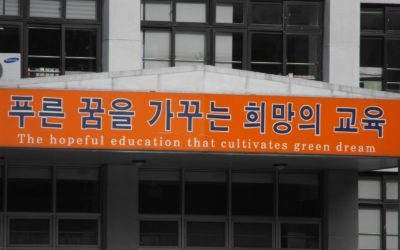 푸른 꿈을 가꾸는 희망의 교육
The hopeful education that cultivates green dream